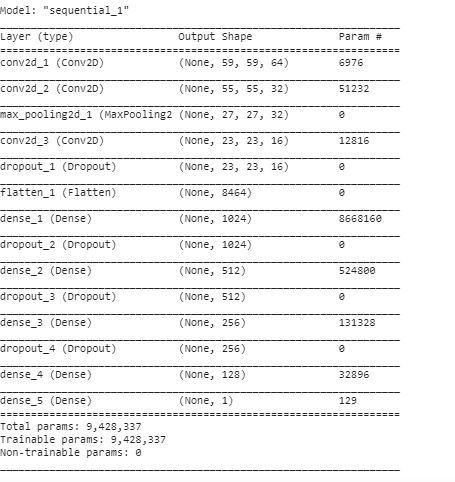 Model: "sequential_1"
Layer (type) Output Shape Param #
conv2d_1 (Conv2D) (None, 59, 59, 64) 6976
conv2d_2 (Conv2D) (None, 55, 55, 32) 51232
max_pooling2d_1 (MaxPooling2 (None, 27, 27, 32) 0
conv2d_3 (Conv2D) (None, 23, 23, 16) 12816
dropout_1 (Dropout) (None, 23, 23, 16) 0
flatten_1 (Flatten) (None, 8464) 0
dense_1 (Dense) (None, 1024) 8668160
dropout_2 (Dropout) (None, 1024) 0
dense_2 (Dense) (None, 512) 524800
dropout_3 (Dropout) (None, 512) 0
dense_3 (Dense) (None, 256) 131328
dropout_4 (Dropout) (None, 256) 0
dense_4 (Dense) (None, 128) 32896
dense_5 (Dense) (None, 1) 129
Total params: 9,428,337
Trainable params: 9,428,337
Non-trainable params: 0